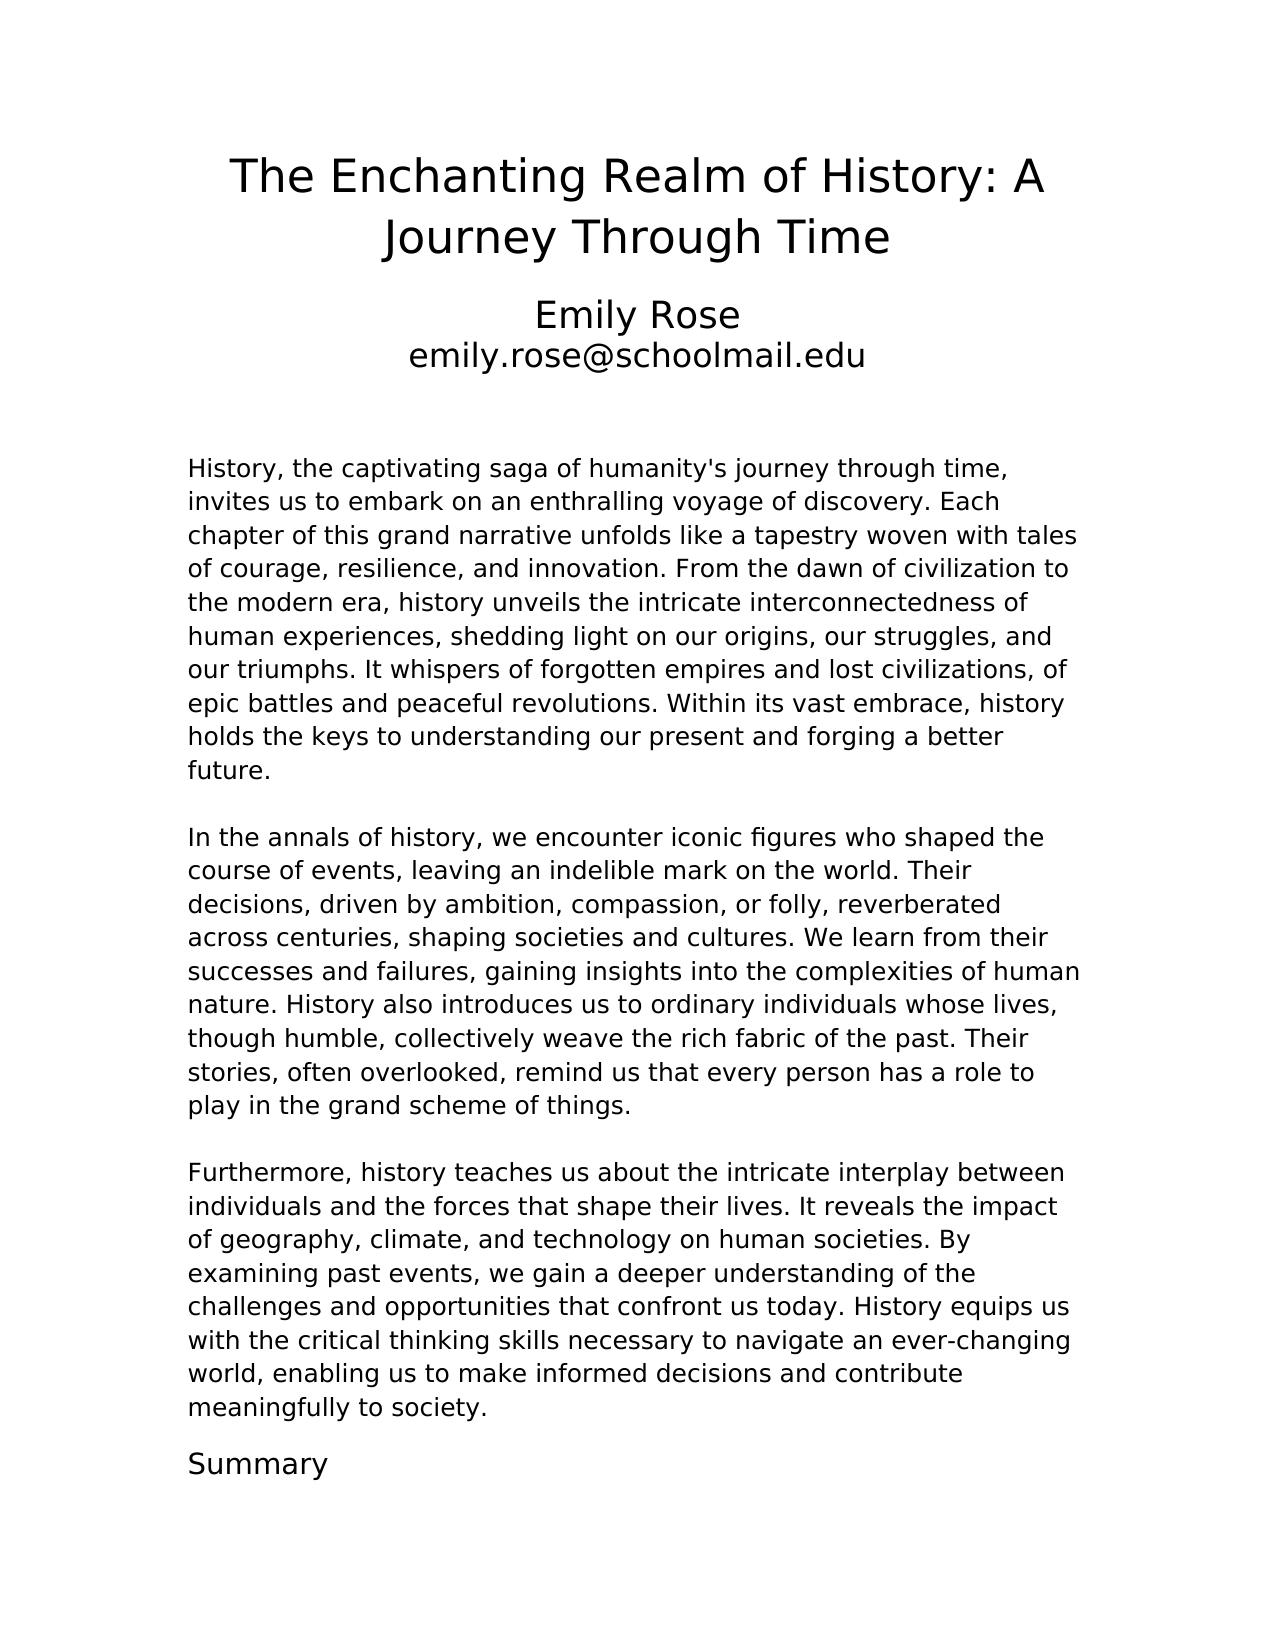 The Enchanting Realm of History: A
Journey Through Time
Emily Rose
emily.rose@schoolmail.edu
History, the captivating saga of humanity's journey through time,
invites us to embark on an enthralling voyage of discovery. Each
chapter of this grand narrative unfolds like a tapestry woven with tales
of courage, resilience, and innovation. From the dawn of civilization to
the modern era, history unveils the intricate interconnectedness of
human experiences, shedding light on our origins, our struggles, and
our triumphs. It whispers of forgotten empires and lost civilizations, of
epic battles and peaceful revolutions. Within its vast embrace, history
holds the keys to understanding our present and forging a better
future.
In the annals of history, we encounter iconic figures who shaped the
course of events, leaving an indelible mark on the world. Their
decisions, driven by ambition, compassion, or folly, reverberated
across centuries, shaping societies and cultures. We learn from their
successes and failures, gaining insights into the complexities of human
nature. History also introduces us to ordinary individuals whose lives,
though humble, collectively weave the rich fabric of the past. Their
stories, often overlooked, remind us that every person has a role to
play in the grand scheme of things.
Furthermore, history teaches us about the intricate interplay between
individuals and the forces that shape their lives. It reveals the impact
of geography, climate, and technology on human societies. By
examining past events, we gain a deeper understanding of the
challenges and opportunities that confront us today. History equips us
with the critical thinking skills necessary to navigate an ever-changing
world, enabling us to make informed decisions and contribute
meaningfully to society.
Summary